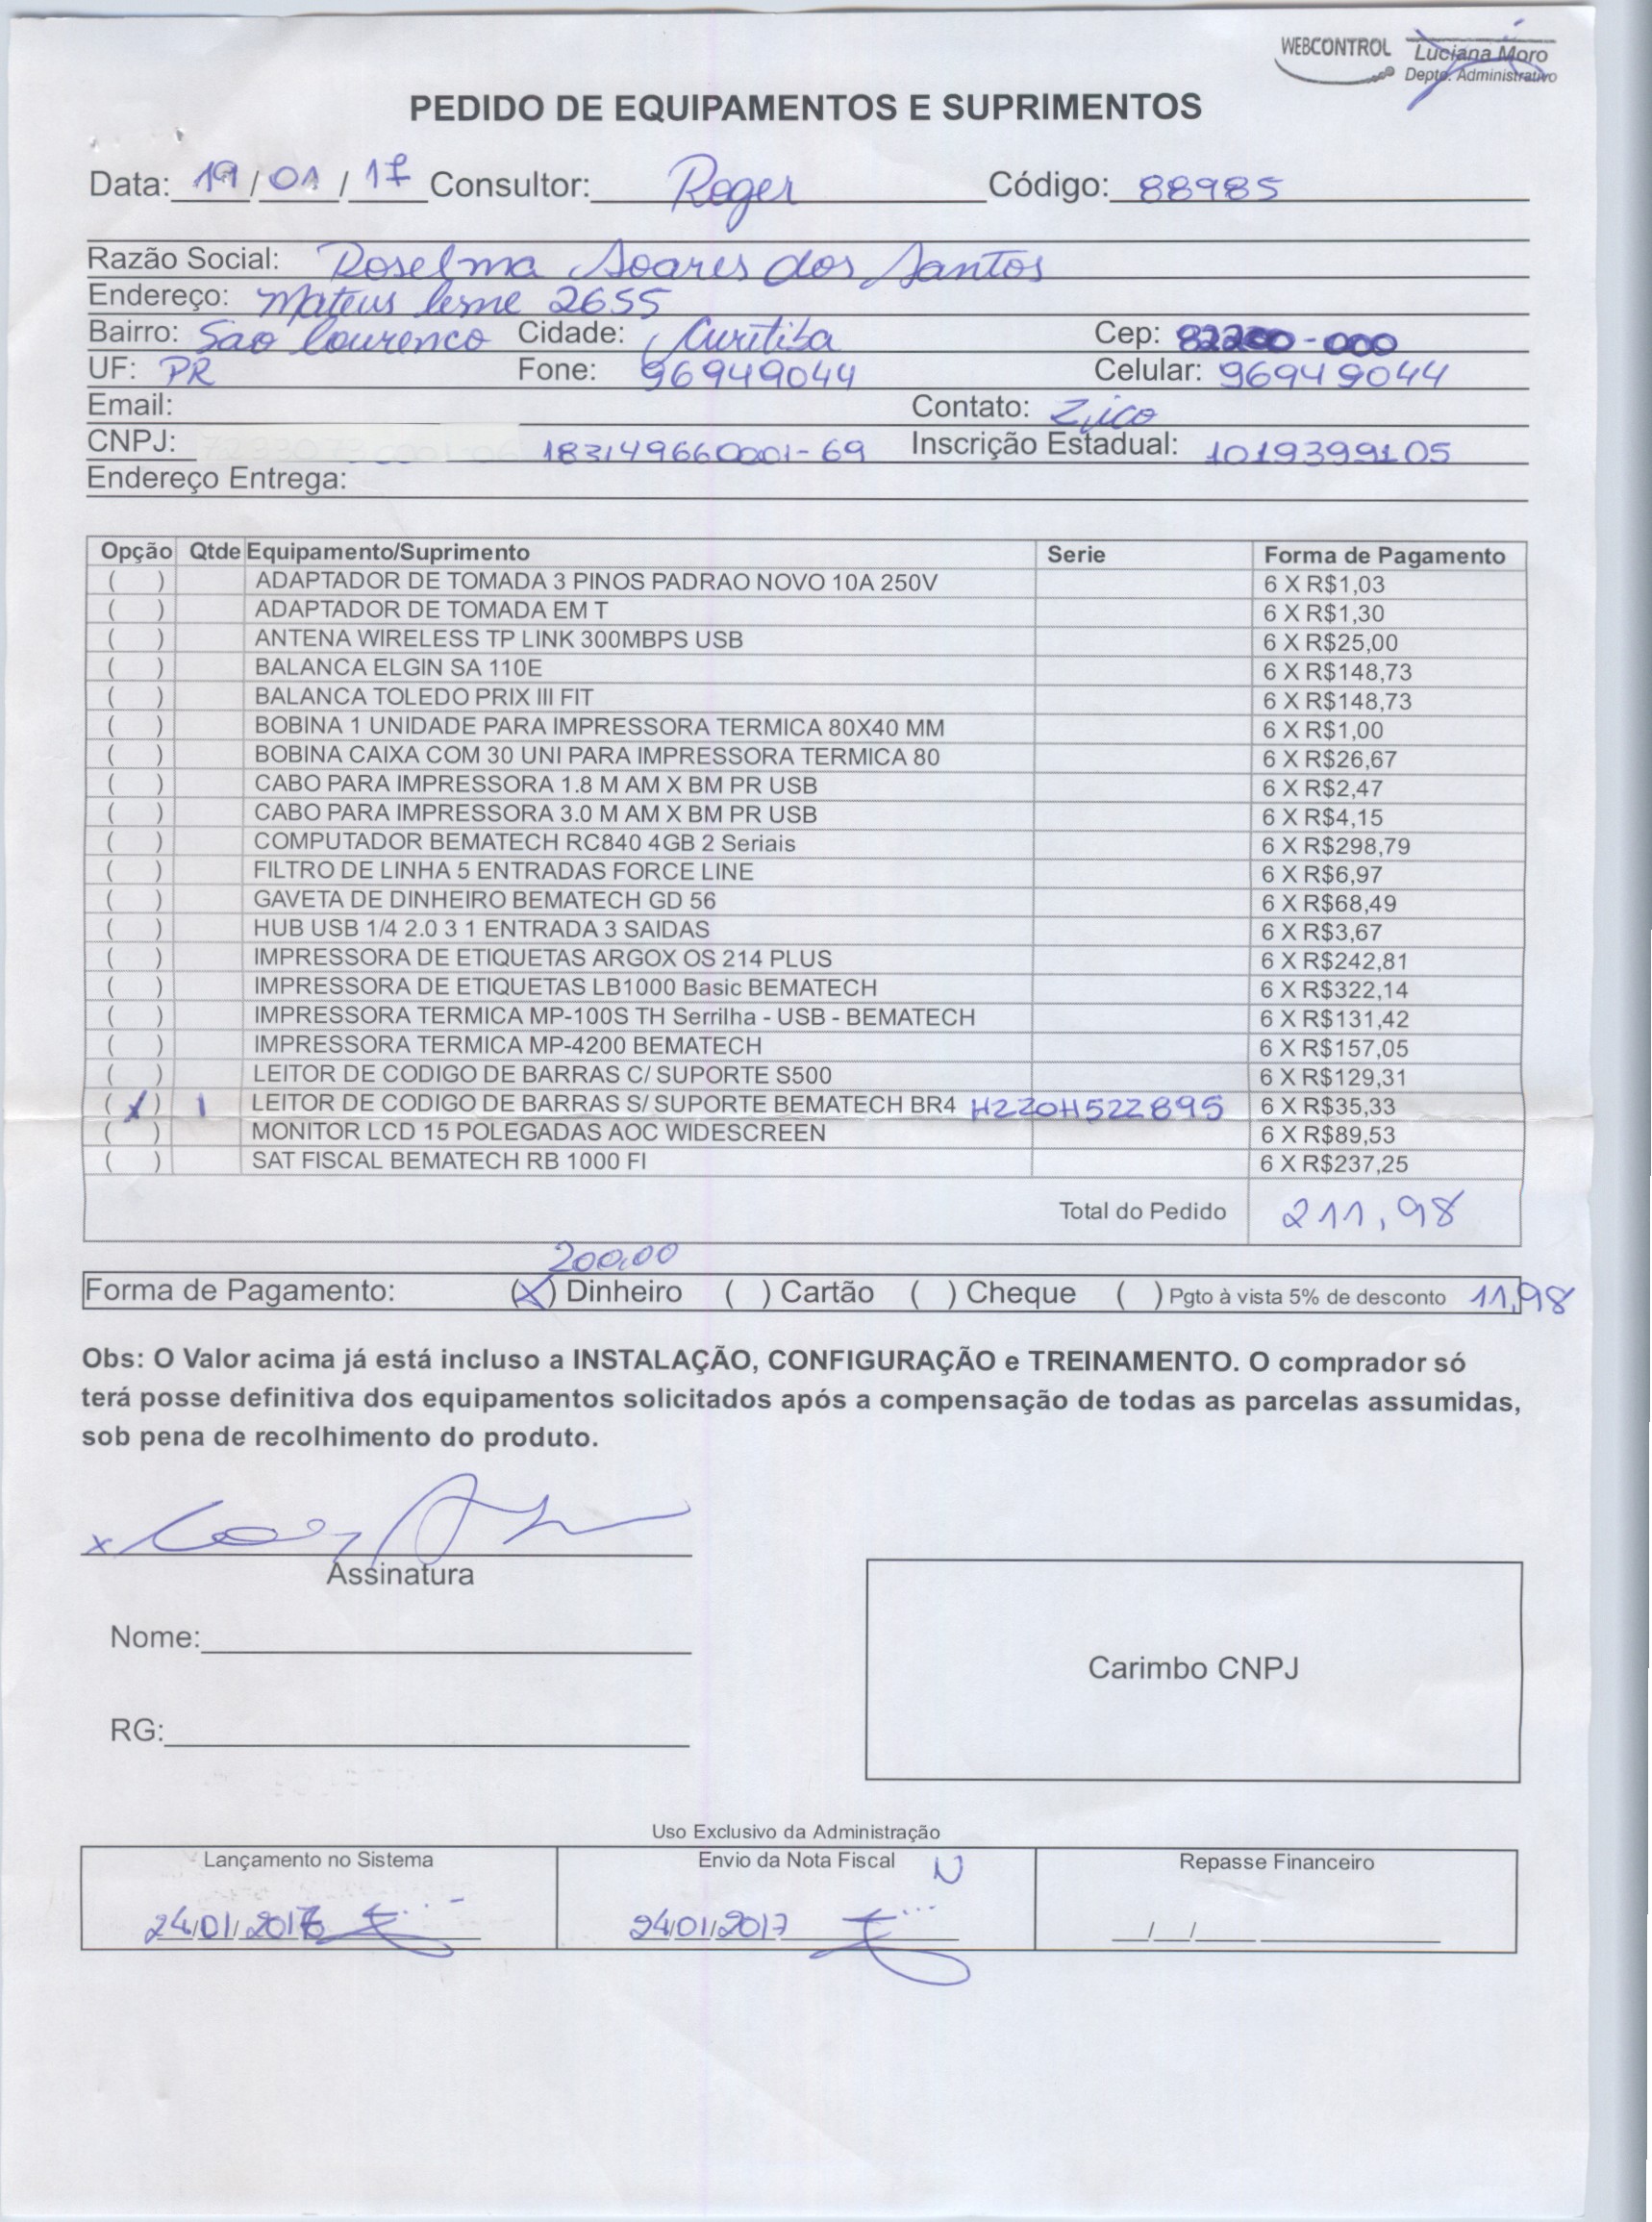 WEBCONTROL Luciana Moro
Depto. Administrativo
PEDIDO DE EQUIPAMENTOS E SUPRIMENTOS
Data: 19/01/17 Consultor: Roger Código: 88985
Razão Social: Roselma Soares dos Santos
Endereço: Mateus leme 2655
Bairro: Sao Lourenco Cidade: Curitiba Cep: 82200-000
UF: PR Fone: 96949044 Celular: 96949044
Email: Contato: Zico
CNPJ: 183149660001-69 Inscrição Estadual: 1019399105
Endereço Entrega:
Opção Qtde Equipamento/Suprimento Serie Forma de Pagamento
( ) ADAPTADOR DE TOMADA 3 PINOS PADRAO NOVO 10A 250V 6 X R$1,03
( ) ADAPTADOR DE TOMADA EM T 6 X R$1,30
( ) ANTENA WIRELESS TP LINK 300MBPS USB 6 X R$25,00
( ) BALANCA ELGIN SA 110E 6 X R$148,73
( ) BALANCA TOLEDO PRIX III FIT 6 X R$148,73
( ) BOBINA 1 UNIDADE PARA IMPRESSORA TERMICA 80X40 MM 6 X R$1,00
( ) BOBINA CAIXA COM 30 UNI PARA IMPRESSORA TERMICA 80 6 X R$26,67
( ) CABO PARA IMPRESSORA 1.8 M AM X BM PR USB 6 X R$2,47
( ) CABO PARA IMPRESSORA 3.0 M AM X BM PR USB 6 X R$4,15
( ) COMPUTADOR BEMATECH RC840 4GB 2 Seriais 6 X R$298,79
( ) FILTRO DE LINHA 5 ENTRADAS FORCE LINE 6 X R$6,97
( ) GAVETA DE DINHEIRO BEMATECH GD 56 6 X R$68,49
( ) HUB USB 1/4 2.0 3 1 ENTRADA 3 SAIDAS 6 X R$3,67
( ) IMPRESSORA DE ETIQUETAS ARGOX OS 214 PLUS 6 X R$242,81
( ) IMPRESSORA DE ETIQUETAS LB1000 Basic BEMATECH 6 X R$322,14
( ) IMPRESSORA TERMICA MP-100S TH Serrilha - USB - BEMATECH 6 X R$131,42
( ) IMPRESSORA TERMICA MP-4200 BEMATECH 6 X R$157,05
( ) LEITOR DE CODIGO DE BARRAS C/ SUPORTE S500 6 X R$129,31
(X) 1 LEITOR DE CODIGO DE BARRAS S/ SUPORTE BEMATECH BR4 H220H522895 6 X R$35,33
( ) MONITOR LCD 15 POLEGADAS AOC WIDESCREEN 6 X R$89,53
( ) SAT FISCAL BEMATECH RB 1000 FI 6 X R$237,25
Total do Pedido 211,98
200,00
Forma de Pagamento: (X) Dinheiro ( ) Cartão ( ) Cheque ( ) Pgto à vista 5% de desconto 11,98
Obs: O Valor acima já está incluso a INSTALAÇÃO, CONFIGURAÇÃO e TREINAMENTO. O comprador só
terá posse definitiva dos equipamentos solicitados após a compensação de todas as parcelas assumidas,
sob pena de recolhimento do produto.
x
Assinatura
Nome:
RG:
Carimbo CNPJ
Uso Exclusivo da Administração
Lançamento no Sistema Envio da Nota Fiscal N Repasse Financeiro
24/01/2017 24/01/2017 / /